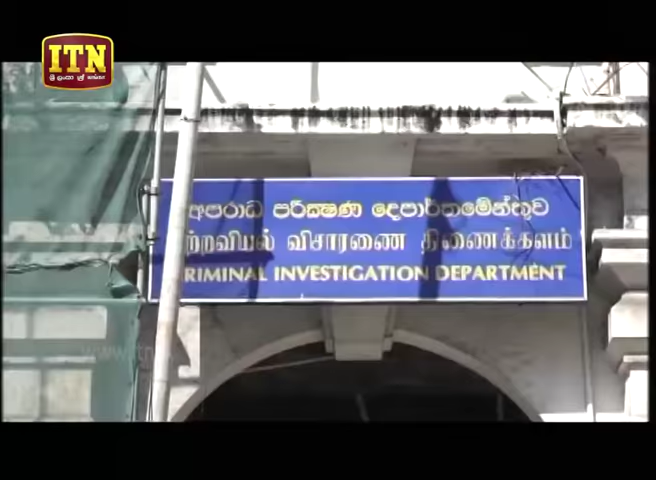 ITN
අපරාධ පරීක්ෂණ දෙපාර්තමේන්තුව
ற்றவியல் விசாரணைத் திணைக்களம்
RIMINAL INVESTIGATION DEPARTMENT